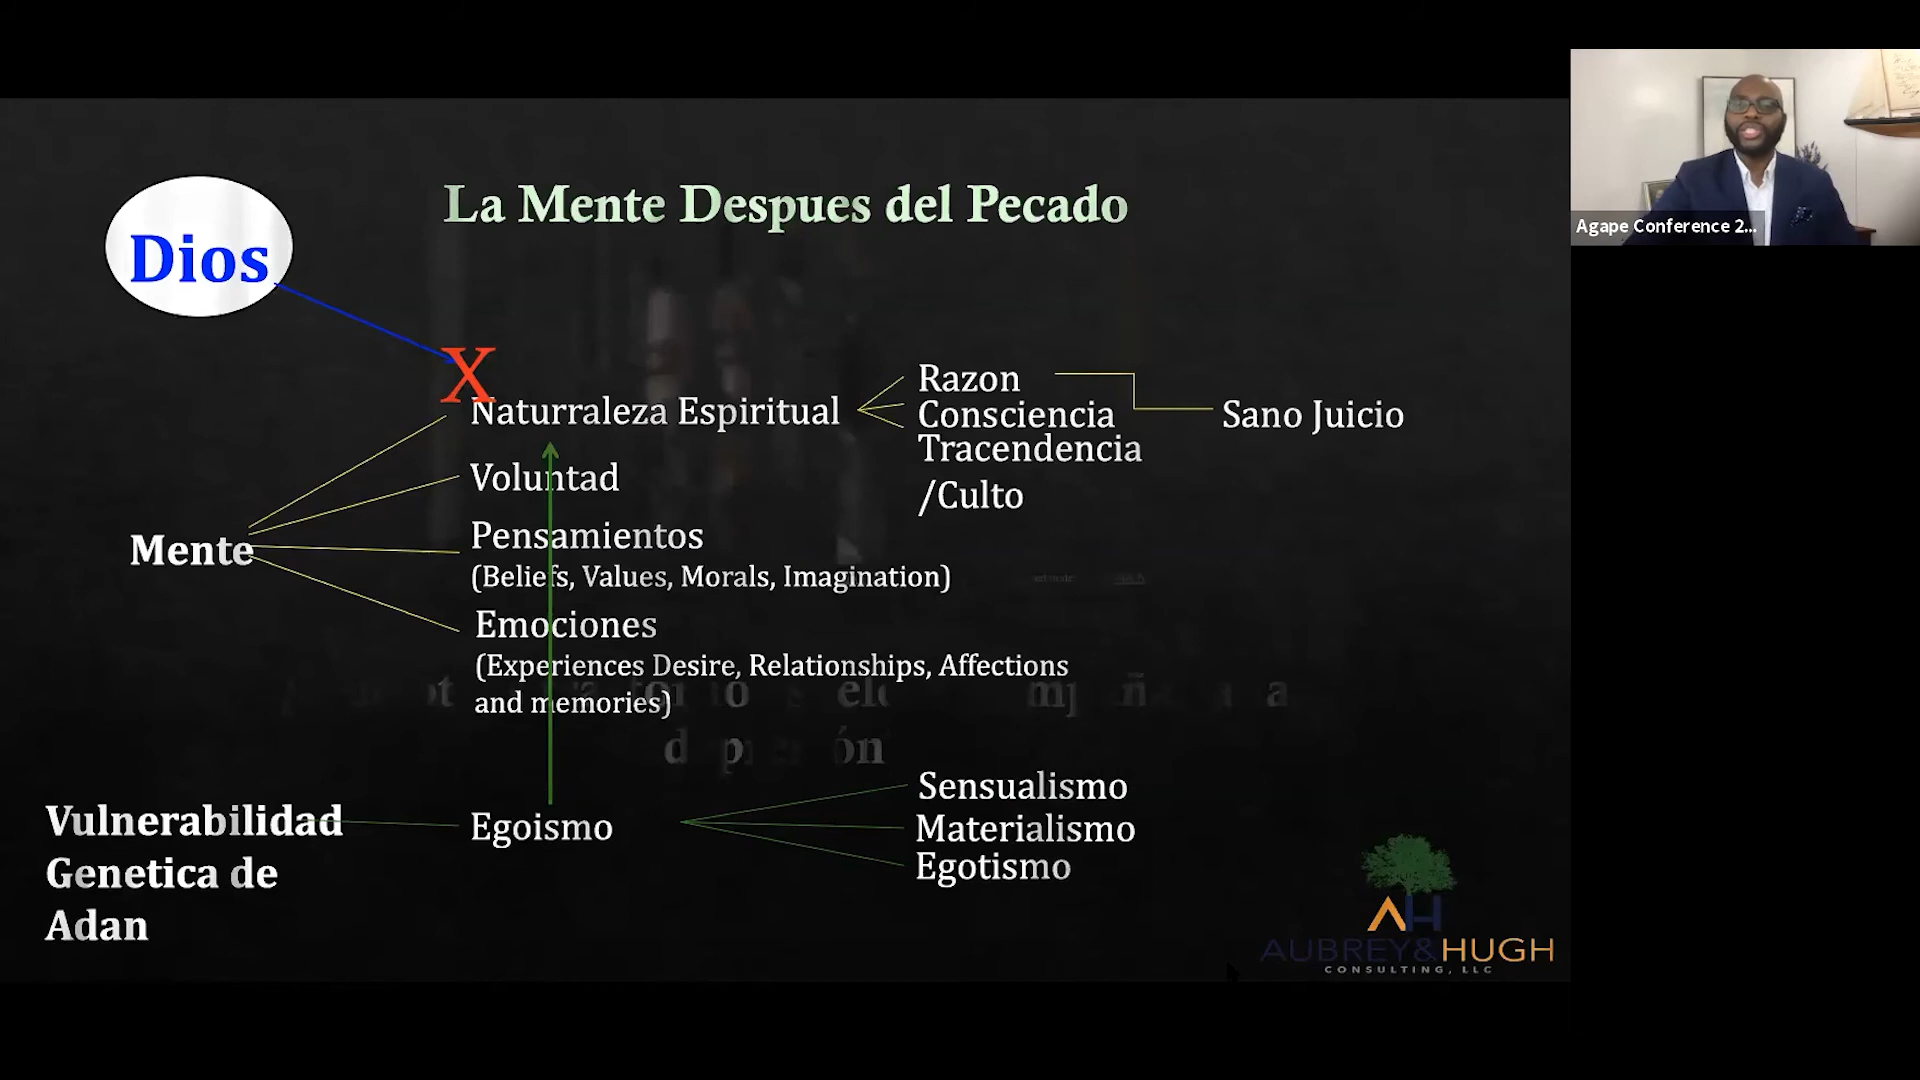 La Mente Despues del Pecado
Dios
X
Naturraleza Espiritual
Razon
Consciencia
Tracendencia
/Culto
Sano Juicio
Voluntad
Mente
Pensamientos
(Beliefs, Values, Morals, Imagination)
Emociones
(Experiences Desire, Relationships, Affections
and memories)
Vulnerabilidad
Genetica de
Adan
Egoismo
Sensualismo
Materialismo
Egotismo
AH
AUBREY&HUGH
CONSULTING, LLC
Agape Conference 2...